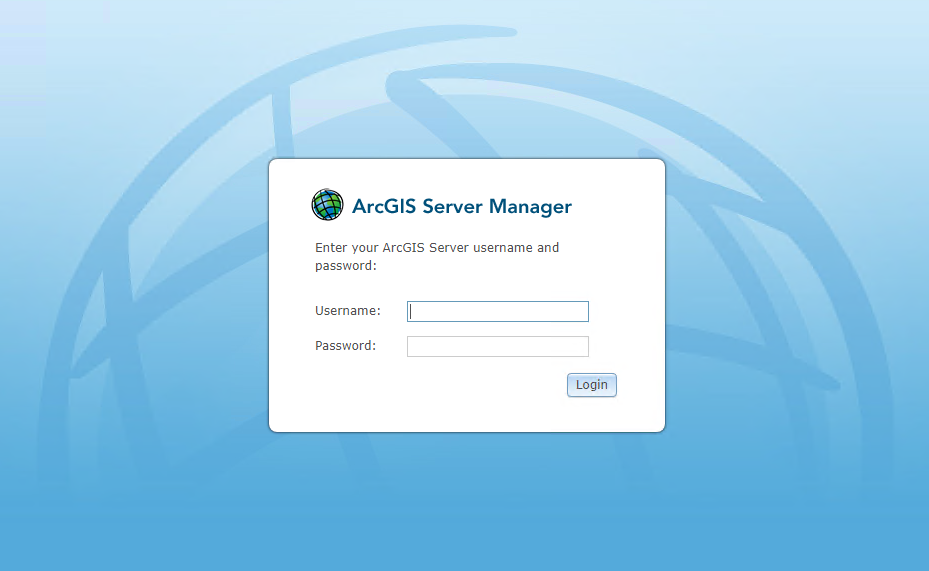 ArcGIS Server Manager
Enter your ArcGIS Server username and
password:
Username:
Password:
Login